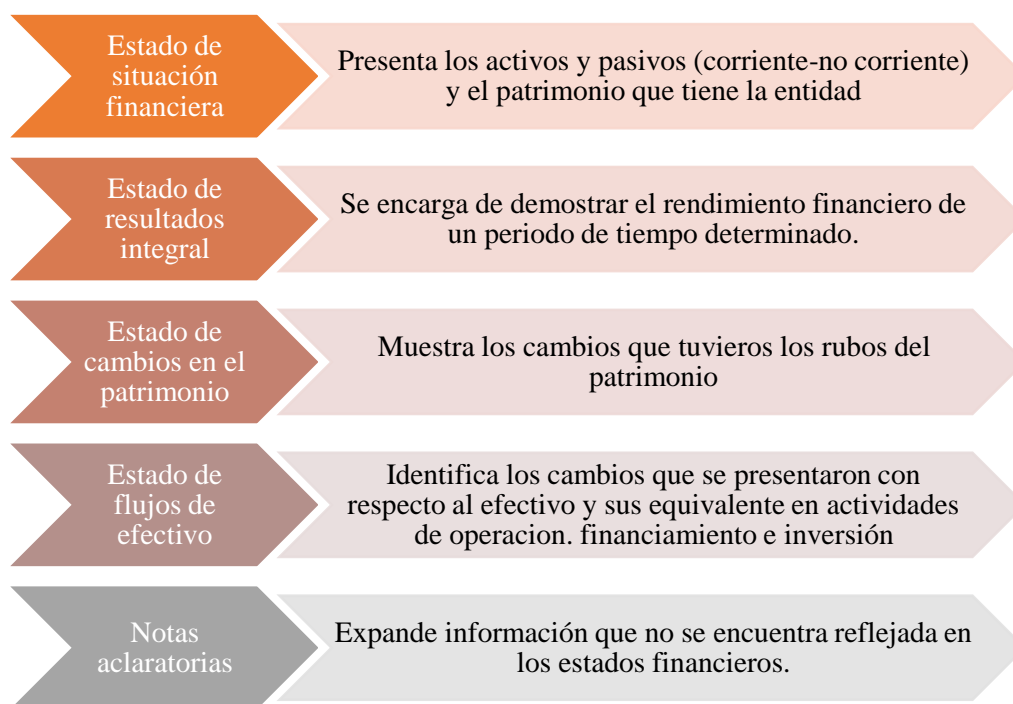 Estado de
situación
financiera
Presenta los activos y pasivos (corriente-no corriente)
y el patrimonio que tiene la entidad
Estado de
resultados
integral
Se encarga de demostrar el rendimiento financiero de
un periodo de tiempo determinado.
Estado de
cambios en el
patrimonio
Muestra los cambios que tuvieros los rubos del
patrimonio
Estado de
flujos de
efectivo
Identifica los cambios que se presentaron con
respecto al efectivo y sus equivalente en actividades
de operacion. financiamiento e inversión
Notas
aclaratorias
Expande información que no se encuentra reflejada en
los estados financieros.